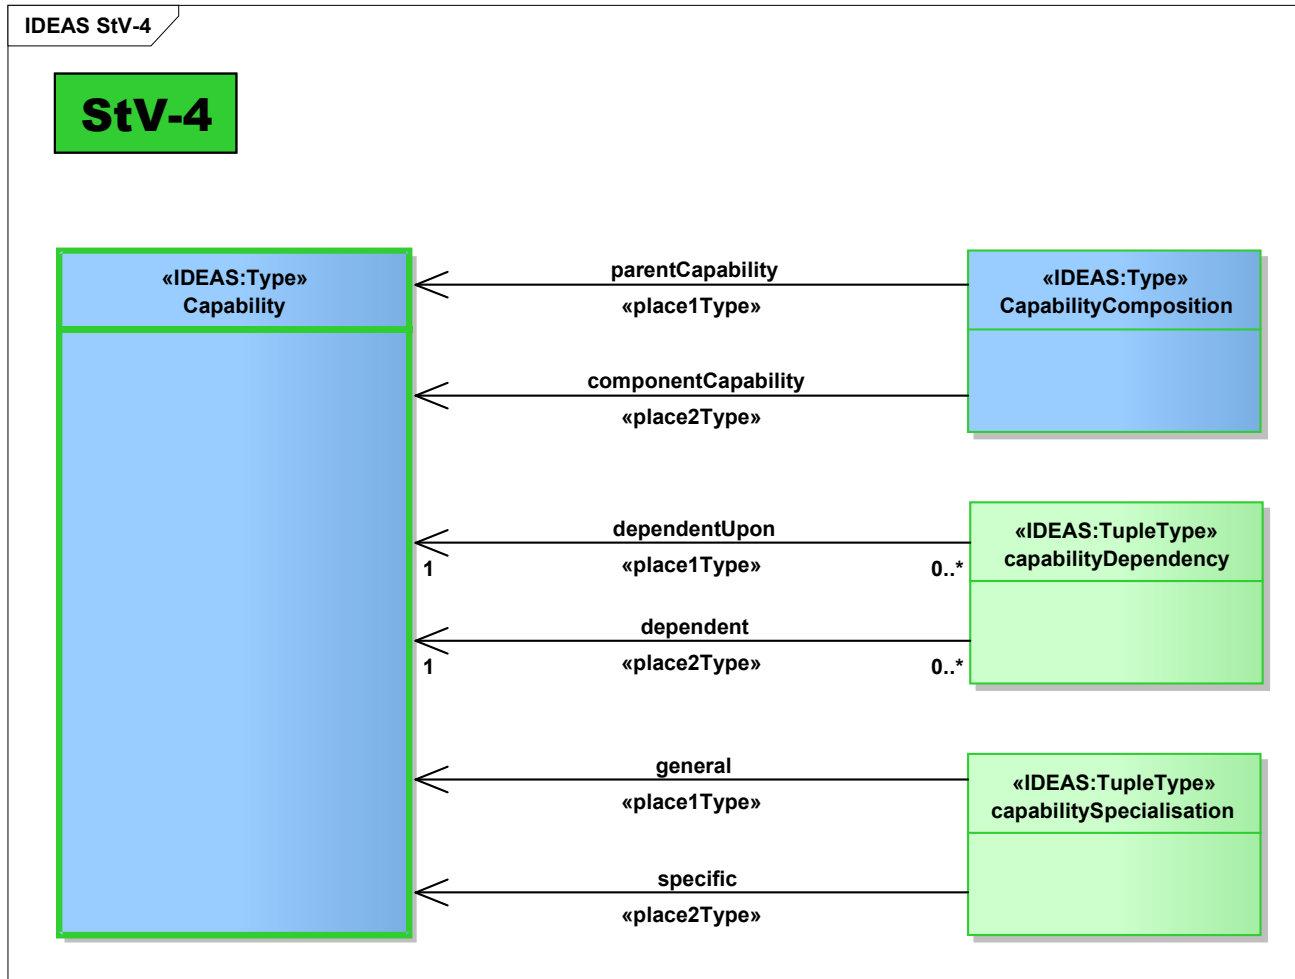 IDEAS StV-4
StV-4
«IDEAS:Type»
Capability
parentCapability
«place1Type»
componentCapability
«place2Type»
«IDEAS:Type»
CapabilityComposition
dependentUpon
1
«place1Type»
0..*
dependent
1
«place2Type»
0..*
«IDEAS:TupleType»
capabilityDependency
general
«place1Type»
specific
«place2Type»
«IDEAS:TupleType»
capabilitySpecialisation